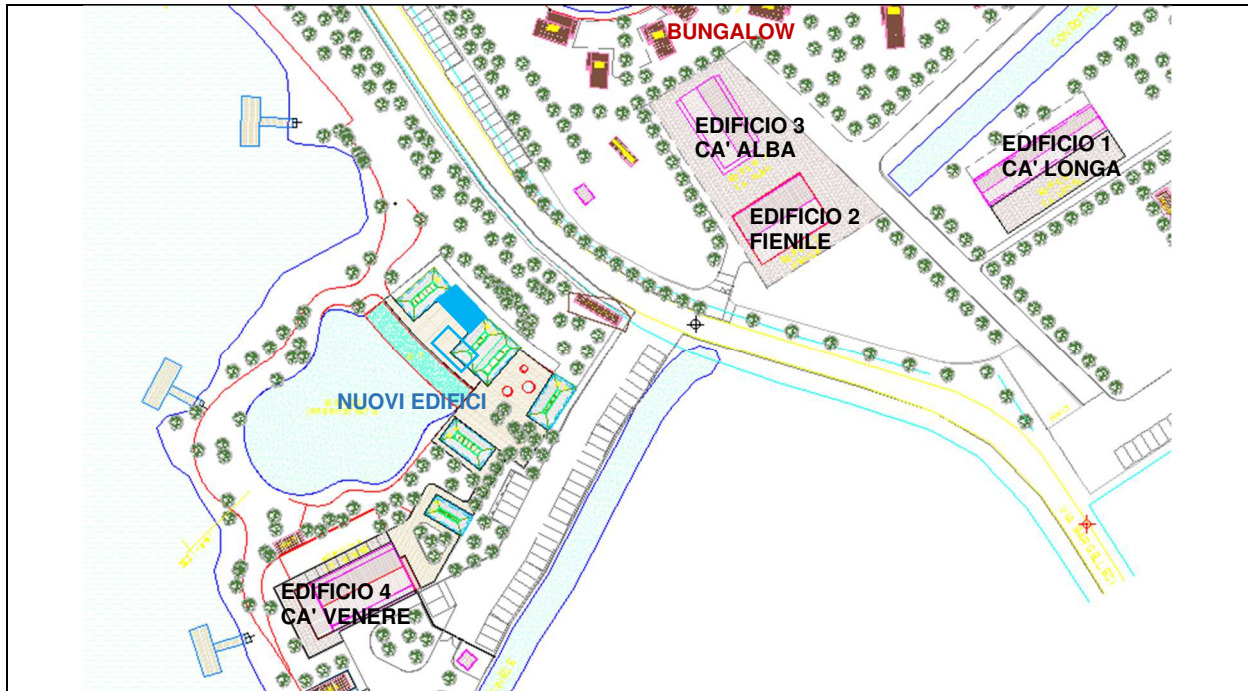 BUNGALOW
EDIFICIO 3
CA' ALBA
EDIFICIO 1
CA' LONGA
EDIFICIO 2
FIENILE
NUOVI EDIFICI
EDIFICIO 4
CA' VENERE